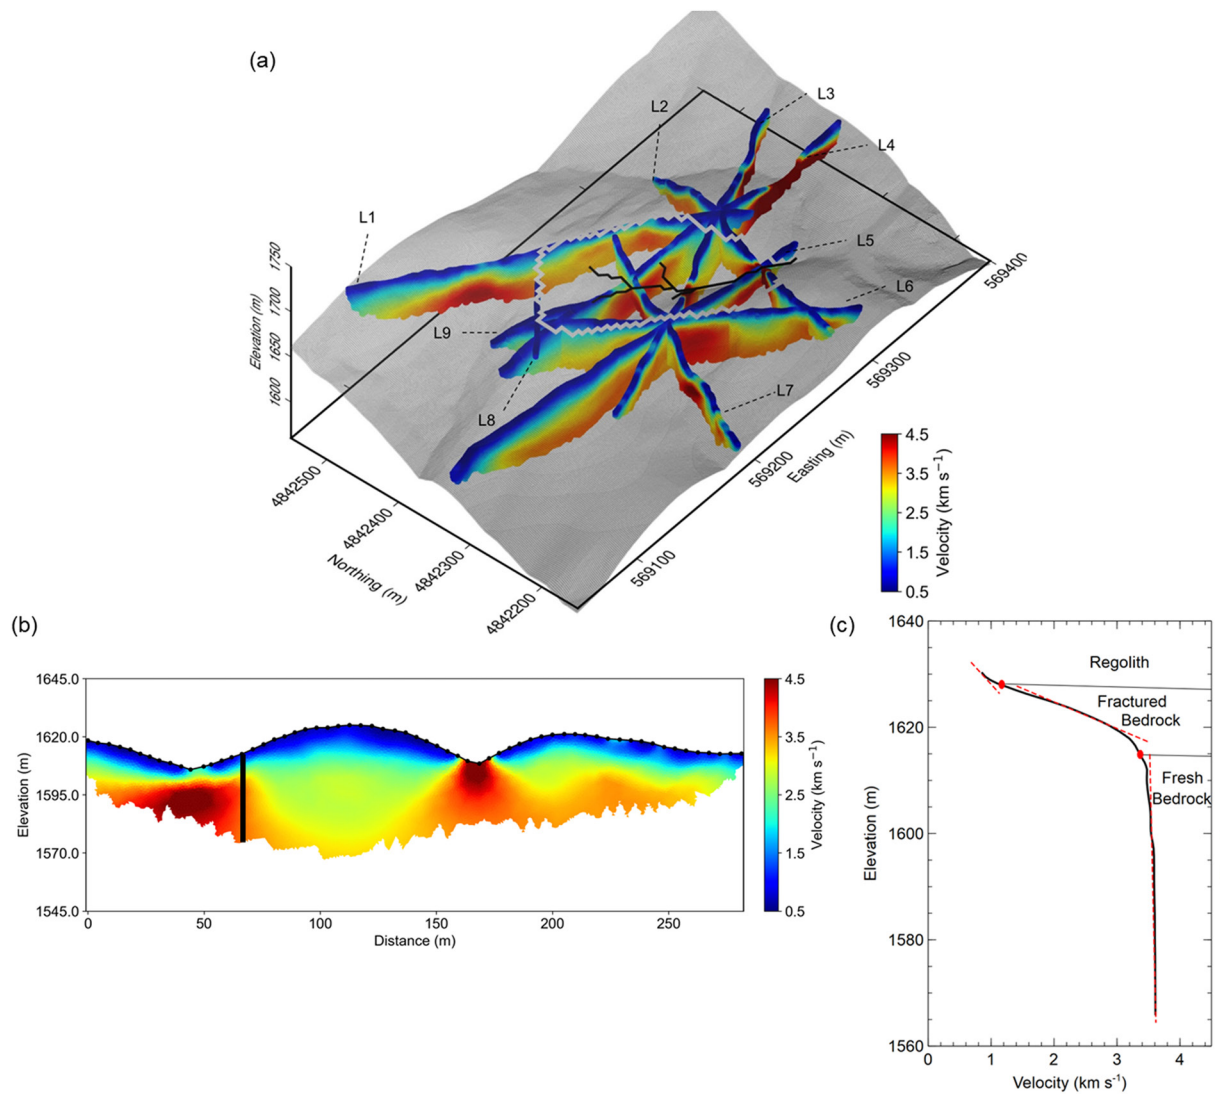 (a)
L3
L2
L4
L1
L5
1750
1700
1650
1600
Elevation (m)
569400
L6
L9
569300
L8
L7
569200
Easting (m)
569100
4842500
4842400
4842300
4842200
Northing (m)
4.5
3.5
2.5
1.5
0.5
Velocity (km s−1)
(b)
1645.0
1620.0
1595.0
1570.0
1545.0
Elevation (m)
0
50
100
150
200
250
Distance (m)
4.5
3.5
2.5
1.5
0.5
Velocity (km s−1)
(c)
1640
1620
1600
1580
1560
Elevation (m)
Regolith
Fractured
Bedrock
Fresh
Bedrock
0
1
2
3
4
Velocity (km s-1)